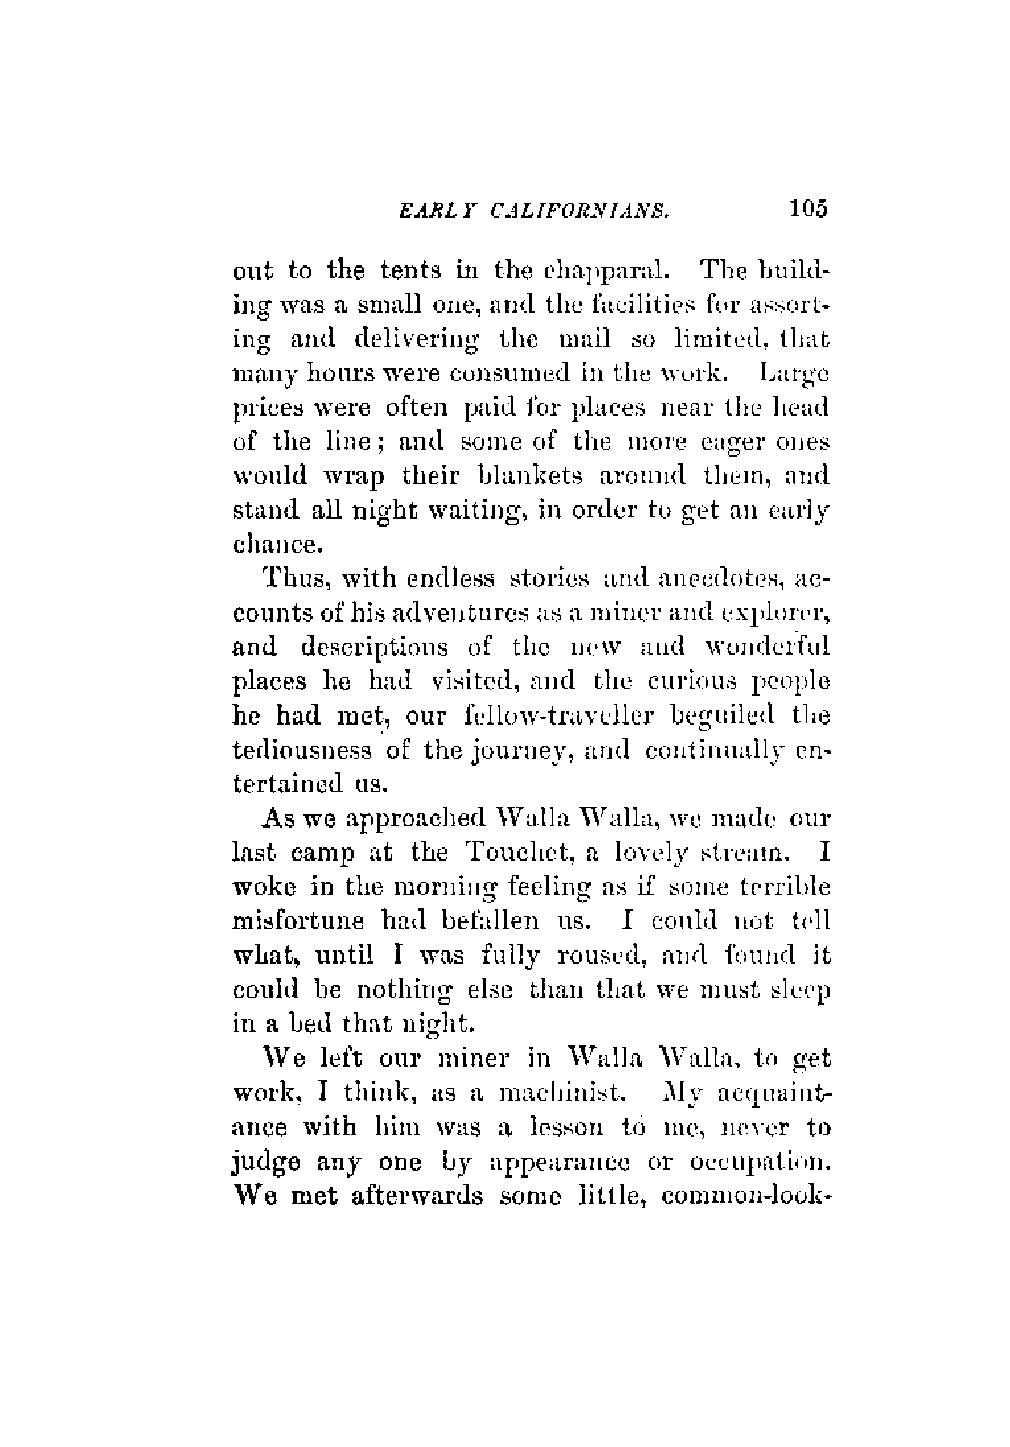 EARLY CALIFORNIANS. 105
out to the tents in the chapparal. The build-
ing was a small one, and the facilities for assort-
ing and delivering the mail so limited, that
many hours were consumed in the work. Large
prices were often paid for places near the head
of the line; and some of the more eager ones
would wrap their blankets around them, and
stand all night waiting, in order to get an early
chance.
Thus, with endless stories and anecdotes, ac-
counts of his adventures as a miner and explorer,
and descriptions of the new and wonderful
places he had visited, and the curious people
he had met, our fellow-traveller beguiled the
tediousness of the journey, and continually en-
tertained us.
As we approached Walla Walla, we made our
last camp at the Touchet, a lovely stream. I
woke in the morning feeling as if some terrible
misfortune had befallen us. I could not tell
what, until I was fully roused, and found it
could be nothing else than that we must sleep
in a bed that night.
We left our miner in Walla Walla, to get
work, I think, as a machinist. My acquaint-
ance with him was a lesson to me, never to
judge any one by appearance or occupation.
We met afterwards some little, common-look-